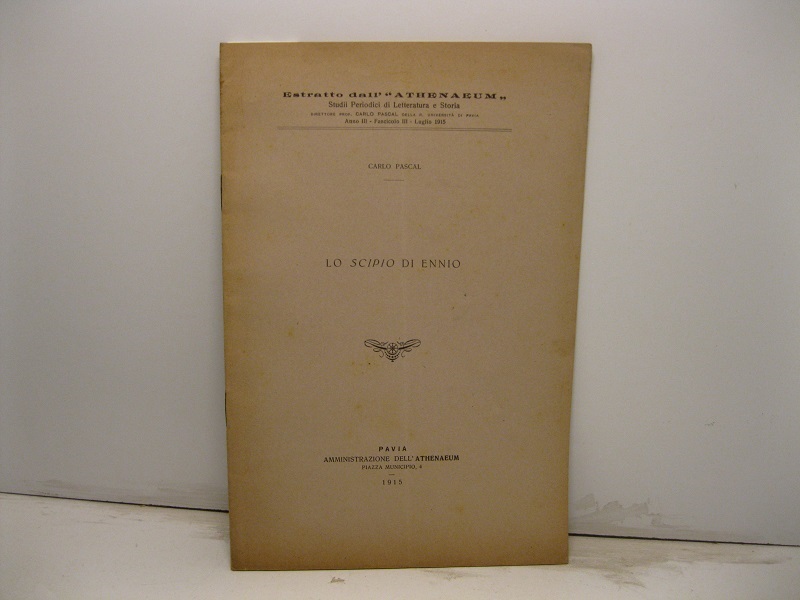 Estratto dall' "ATHENAEUM„
Studii Periodici di Letteratura e Storia
DIRETTORE PROF. CARLO PASCAL DELLA R. UNIVERSITÀ DI PAVIA
Anno III - Fascicolo III - Luglio 1915
CARLO PASCAL
LO SCIPIO DI ENNIO
PAVIA
AMMINISTRAZIONE DELL'ATHENAEUM
PIAZZA MUNICIPIO, 4
1915